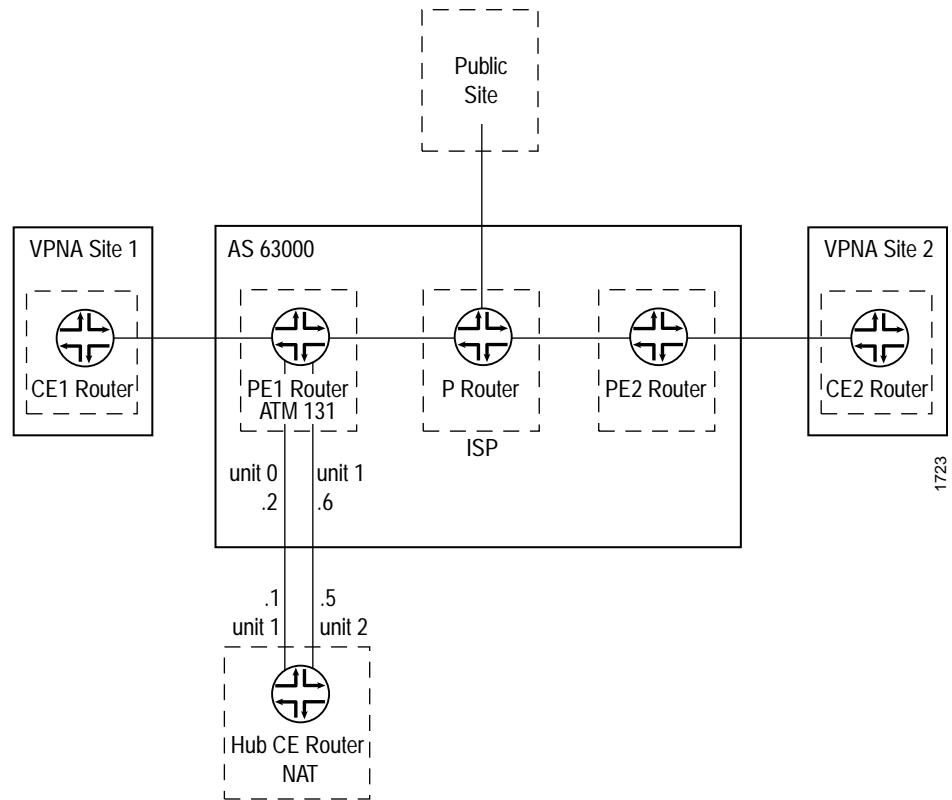 Public
Site
VPNA Site 1
AS 63000
VPNA Site 2
CE1 Router
PE1 Router
ATM 131
P Router
PE2 Router
CE2 Router
ISP
unit 0
unit 1
.2
.6
1723
.1
.5
unit 1
unit 2
Hub CE Router
NAT